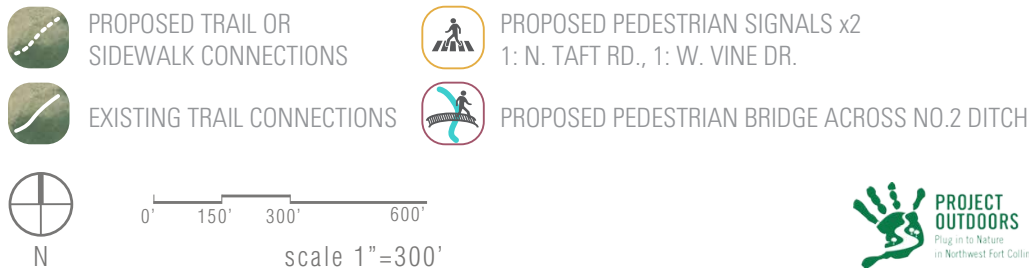 PROPOSED TRAIL OR
SIDEWALK CONNECTIONS
EXISTING TRAIL CONNECTIONS
PROPOSED PEDESTRIAN SIGNALS x2
1: N. TAFT RD., 1: W. VINE DR.
PROPOSED PEDESTRIAN BRIDGE ACROSS NO.2 DITCH
N
0' 150' 300' 600'
scale 1"=300'
PROJECT
OUTDOORS
Plug in to Nature
in Northwest Fort Collin